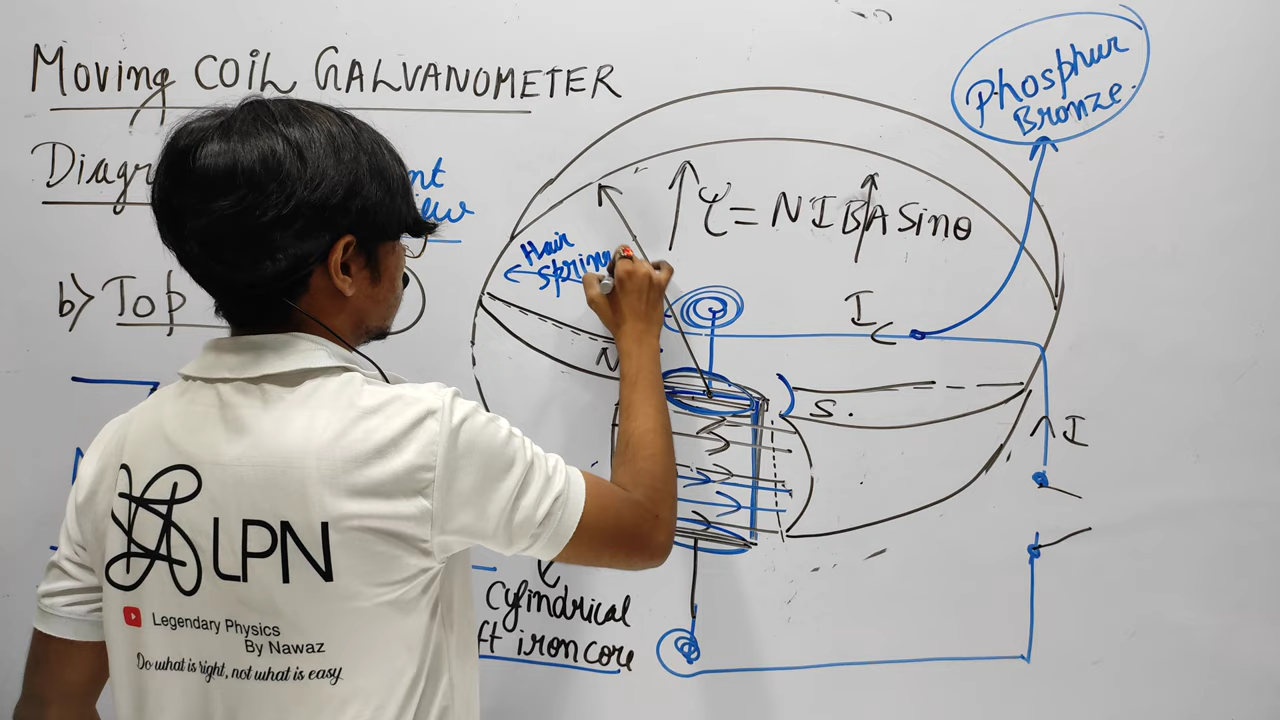 Moving COIL GALVANOMETER
Phosphur
Bronze.
τ = NIBA Sinθ
Hair
Spring
b) Top
I
N
S.
I
LPN
Legendary Physics
By Nawaz
Do what is right, not what is easy.
Cylindrical
ft iron core